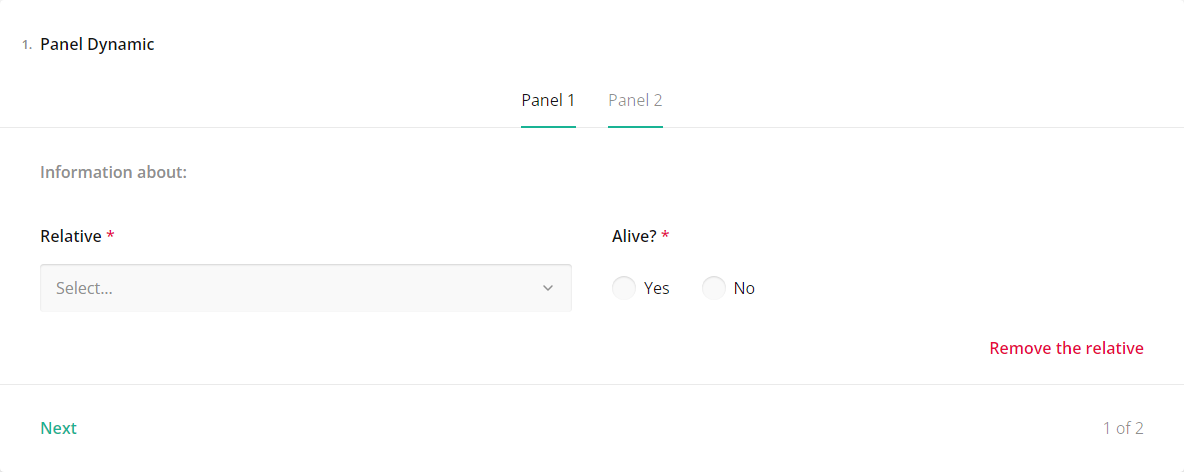 1. Panel Dynamic
Panel 1 Panel 2
Information about:
Relative * Alive? *
Select... Yes No
Remove the relative
Next 1 of 2